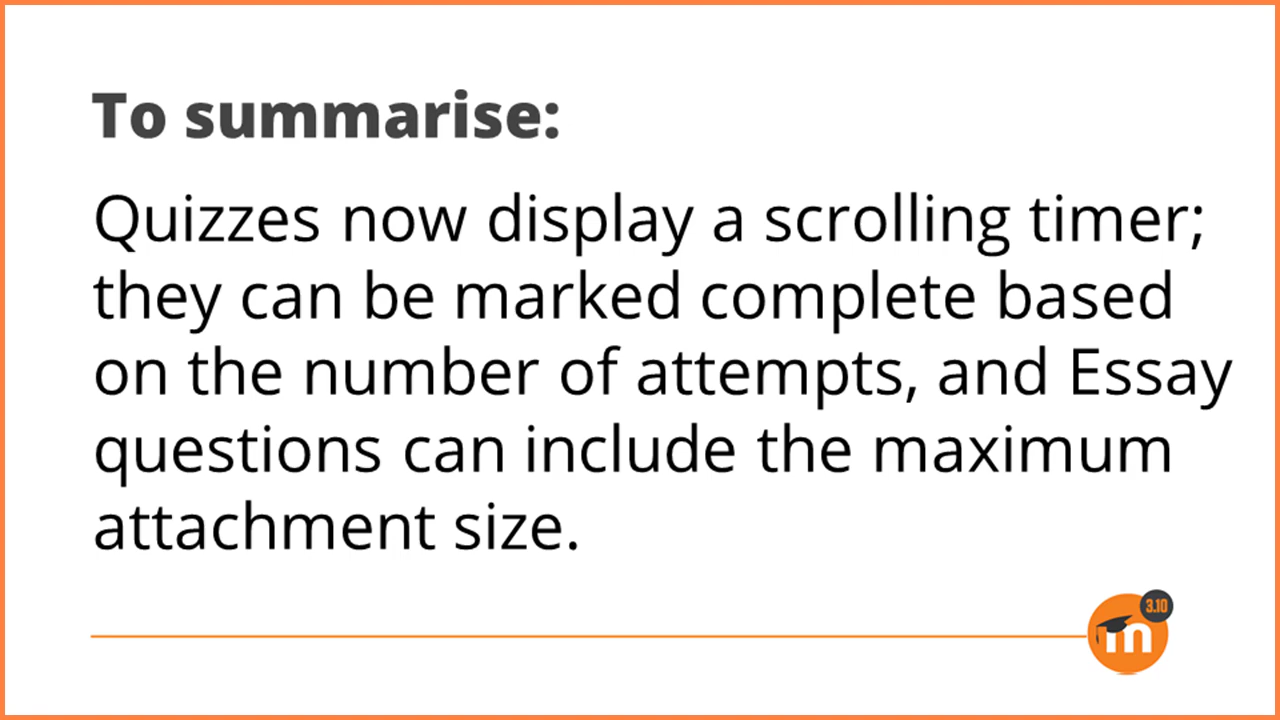 To summarise:
Quizzes now display a scrolling timer;
they can be marked complete based
on the number of attempts, and Essay
questions can include the maximum
attachment size.
3.10
m